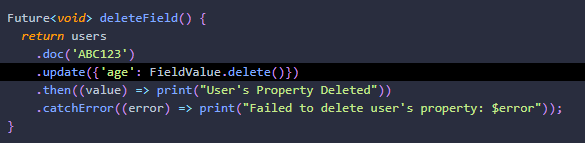 Future<void> deleteField() {
  return users
    .doc('ABC123')
    .update({'age': FieldValue.delete()})
    .then((value) => print("User's Property Deleted"))
    .catchError((error) => print("Failed to delete user's property: $error"));
}